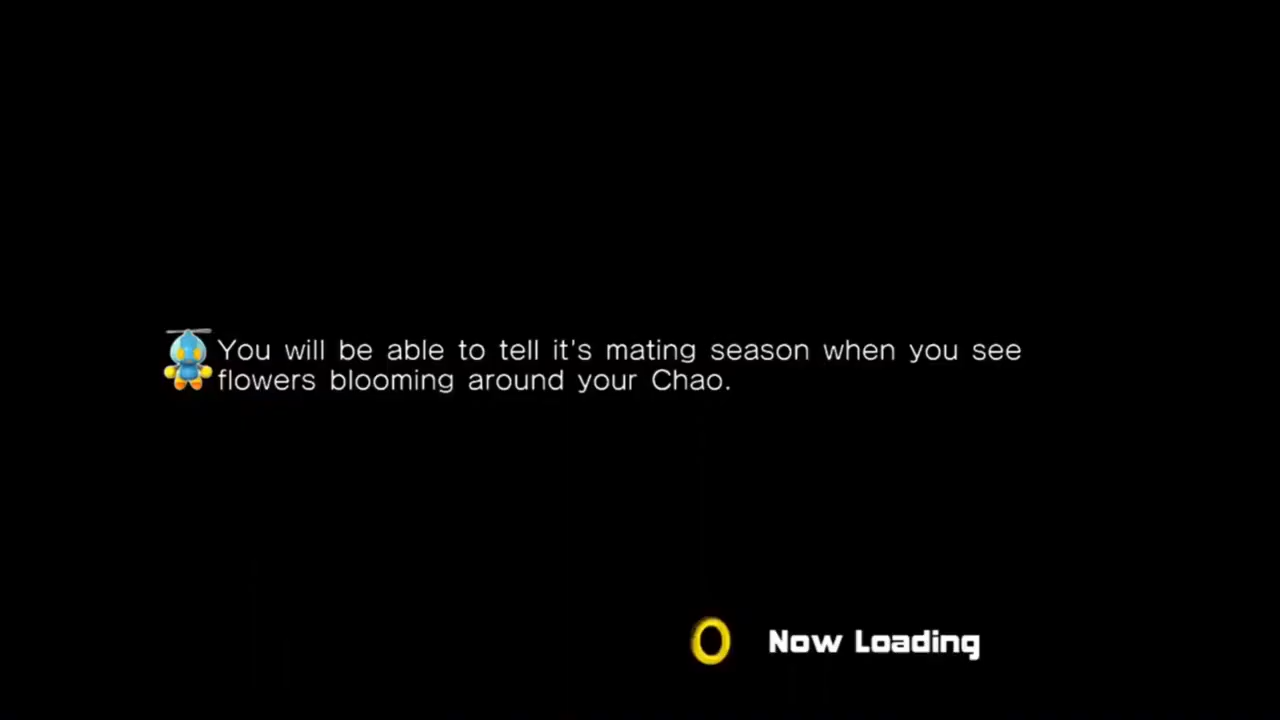 You will be able to tell it's mating season when you see
flowers blooming around your Chao.
Now Loading